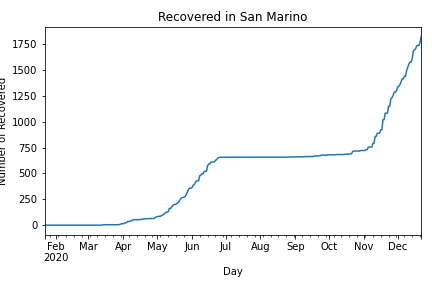 Recovered in San Marino
Number of Recovered
1750
1500
1250
1000
750
500
250
0
Feb Mar Apr May Jun Jul Aug Sep Oct Nov Dec
2020
Day